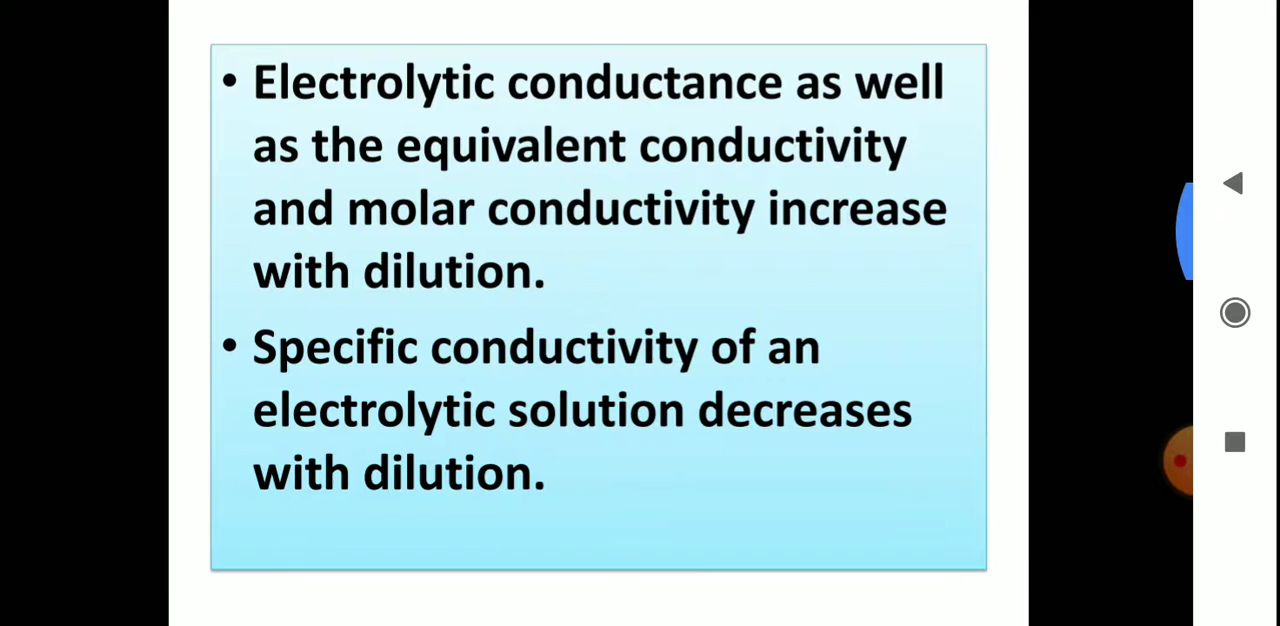 • Electrolytic conductance as well
as the equivalent conductivity
and molar conductivity increase
with dilution.
• Specific conductivity of an
electrolytic solution decreases
with dilution.